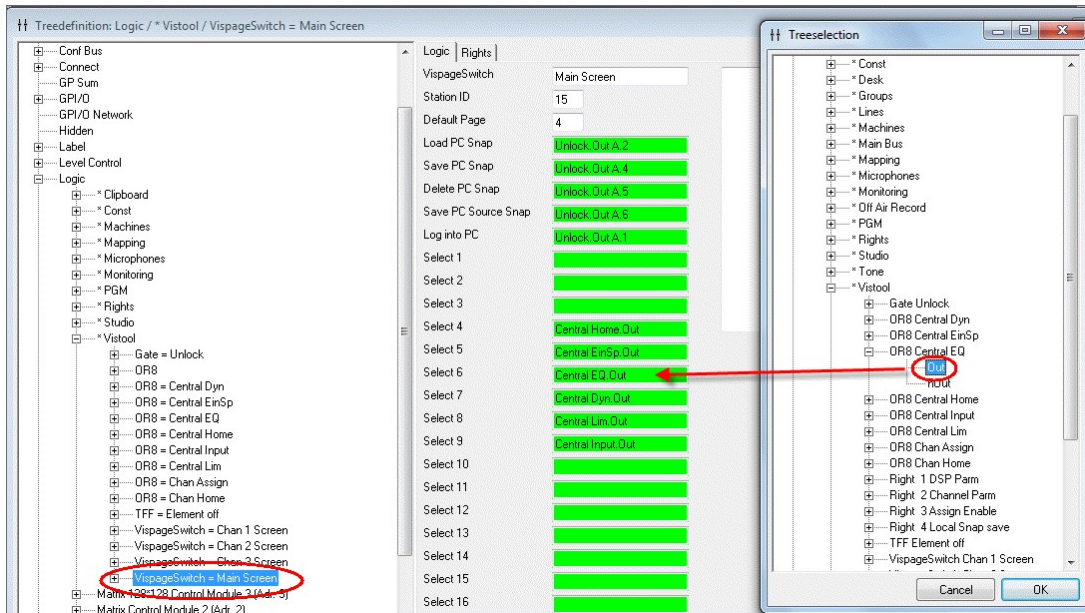 Treedefinition: Logic / * Vistool / VispageSwitch = Main Screen
Conf Bus
Connect
GP Sum
GPI/O
GPI/O Network
Hidden
Label
Level Control
Logic
* Clipboard
* Const
* Machines
* Mapping
* Microphones
* Monitoring
* PGM
* Rights
* Studio
* Vistool
Gate = Unlock
OR8
OR8 = Central Dyn
OR8 = Central EinSp
OR8 = Central EQ
OR8 = Central Home
OR8 = Central Input
OR8 = Central Lim
OR8 = Chan Assign
OR8 = Chan Home
TFF = Element off
VispageSwitch = Chan 1 Screen
VispageSwitch = Chan 2 Screen
VispageSwitch = Chan 3 Screen
VispageSwitch = Main Screen
Matrix 128*128 Control Module 3 (Adr. 3)
Matrix Control Module 2 (Adr. 2)
Logic Rights
VispageSwitch Main Screen
Station ID 15
Default Page 4
Load PC Snap Unlock.Out A.2
Save PC Snap Unlock.Out A.4
Delete PC Snap Unlock.Out A.5
Save PC Source Snap Unlock.Out A.6
Log into PC Unlock.Out A.1
Select 1
Select 2
Select 3
Select 4 Central Home.Out
Select 5 Central EinSp.Out
Select 6 Central EQ.Out
Select 7 Central Dyn.Out
Select 8 Central Lim.Out
Select 9 Central Input.Out
Select 10
Select 11
Select 12
Select 13
Select 14
Select 15
Select 16
Treeselection
* Const
* Desk
* Groups
* Lines
* Machines
* Main Bus
* Mapping
* Microphones
* Monitoring
* Off Air Record
* PGM
* Rights
* Studio
* Tone
* Vistool
Gate Unlock
OR8 Central Dyn
OR8 Central EinSp
OR8 Central EQ
Out
nOut
OR8 Central Home
OR8 Central Input
OR8 Central Lim
OR8 Chan Assign
OR8 Chan Home
Right 1 DSP Parm
Right 2 Channel Parm
Right 3 Assign Enable
Right 4 Local Snap save
TFF Element off
VispageSwitch Chan 1 Screen
Cancel OK